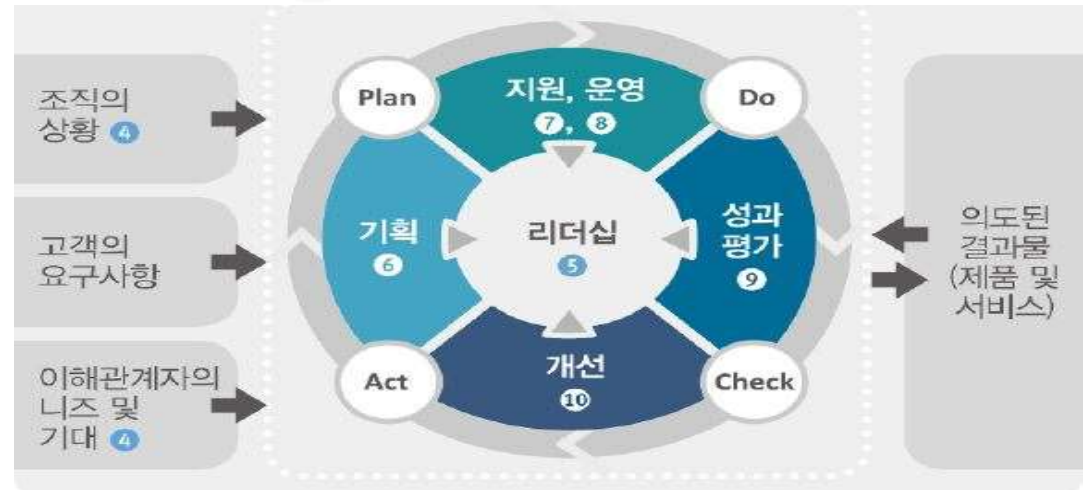 조직의
상황 4
고객의
요구사항
이해관계자의
니즈 및
기대 4
Plan
지원, 운영
7, 8
Do
기획
6
리더십
5
성과
평가
9
Act
개선
10
Check
의도된
결과물
(제품 및
서비스)